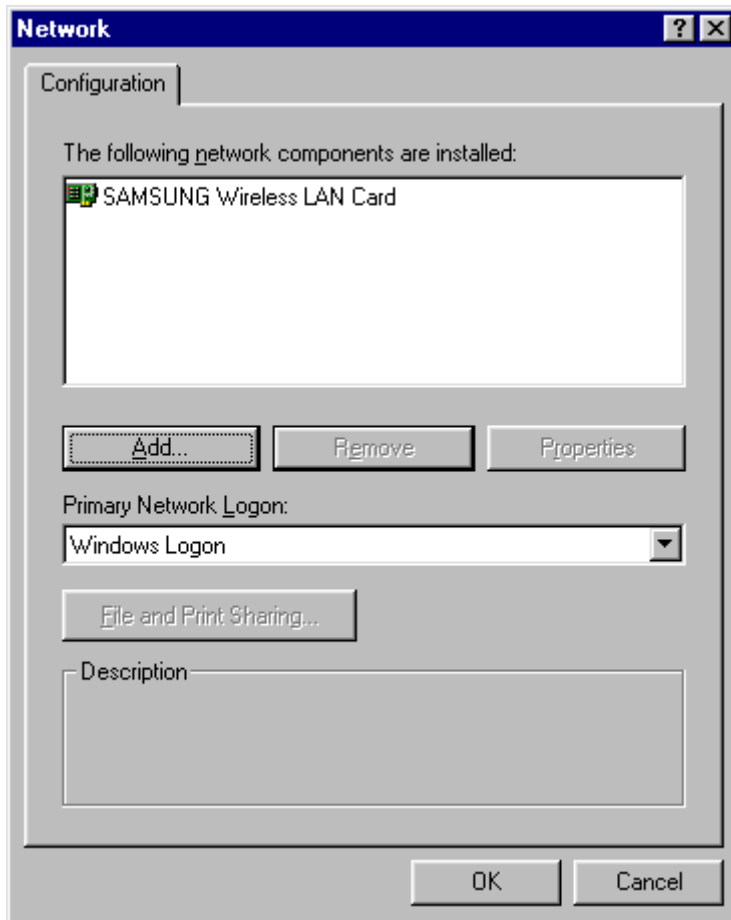 Network
Configuration
The following network components are installed:
SAMSUNG Wireless LAN Card
Add...
Remove
Properties
Primary Network Logon:
Windows Logon
File and Print Sharing...
Description
OK
Cancel